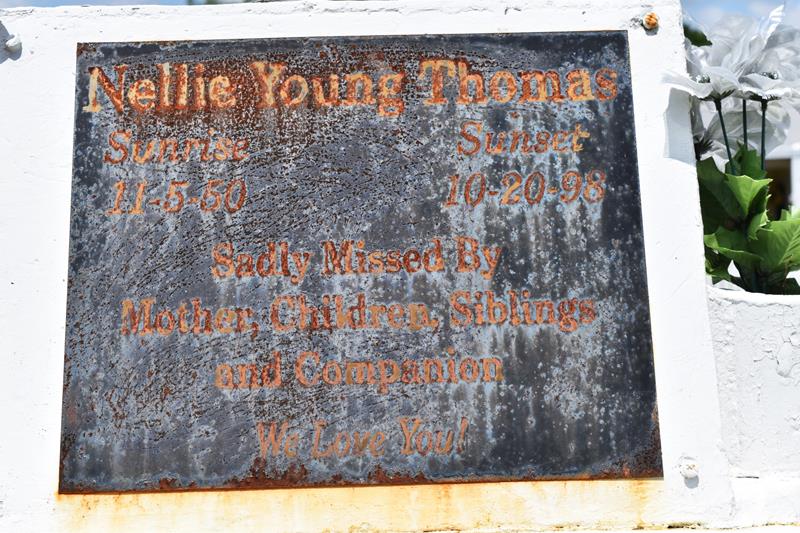 Nellie Young Thomas
Sunrise Sunset
11-5-50 10-20-98
Sadly Missed By
Mother, Children, Siblings
and Companion
We Love You!